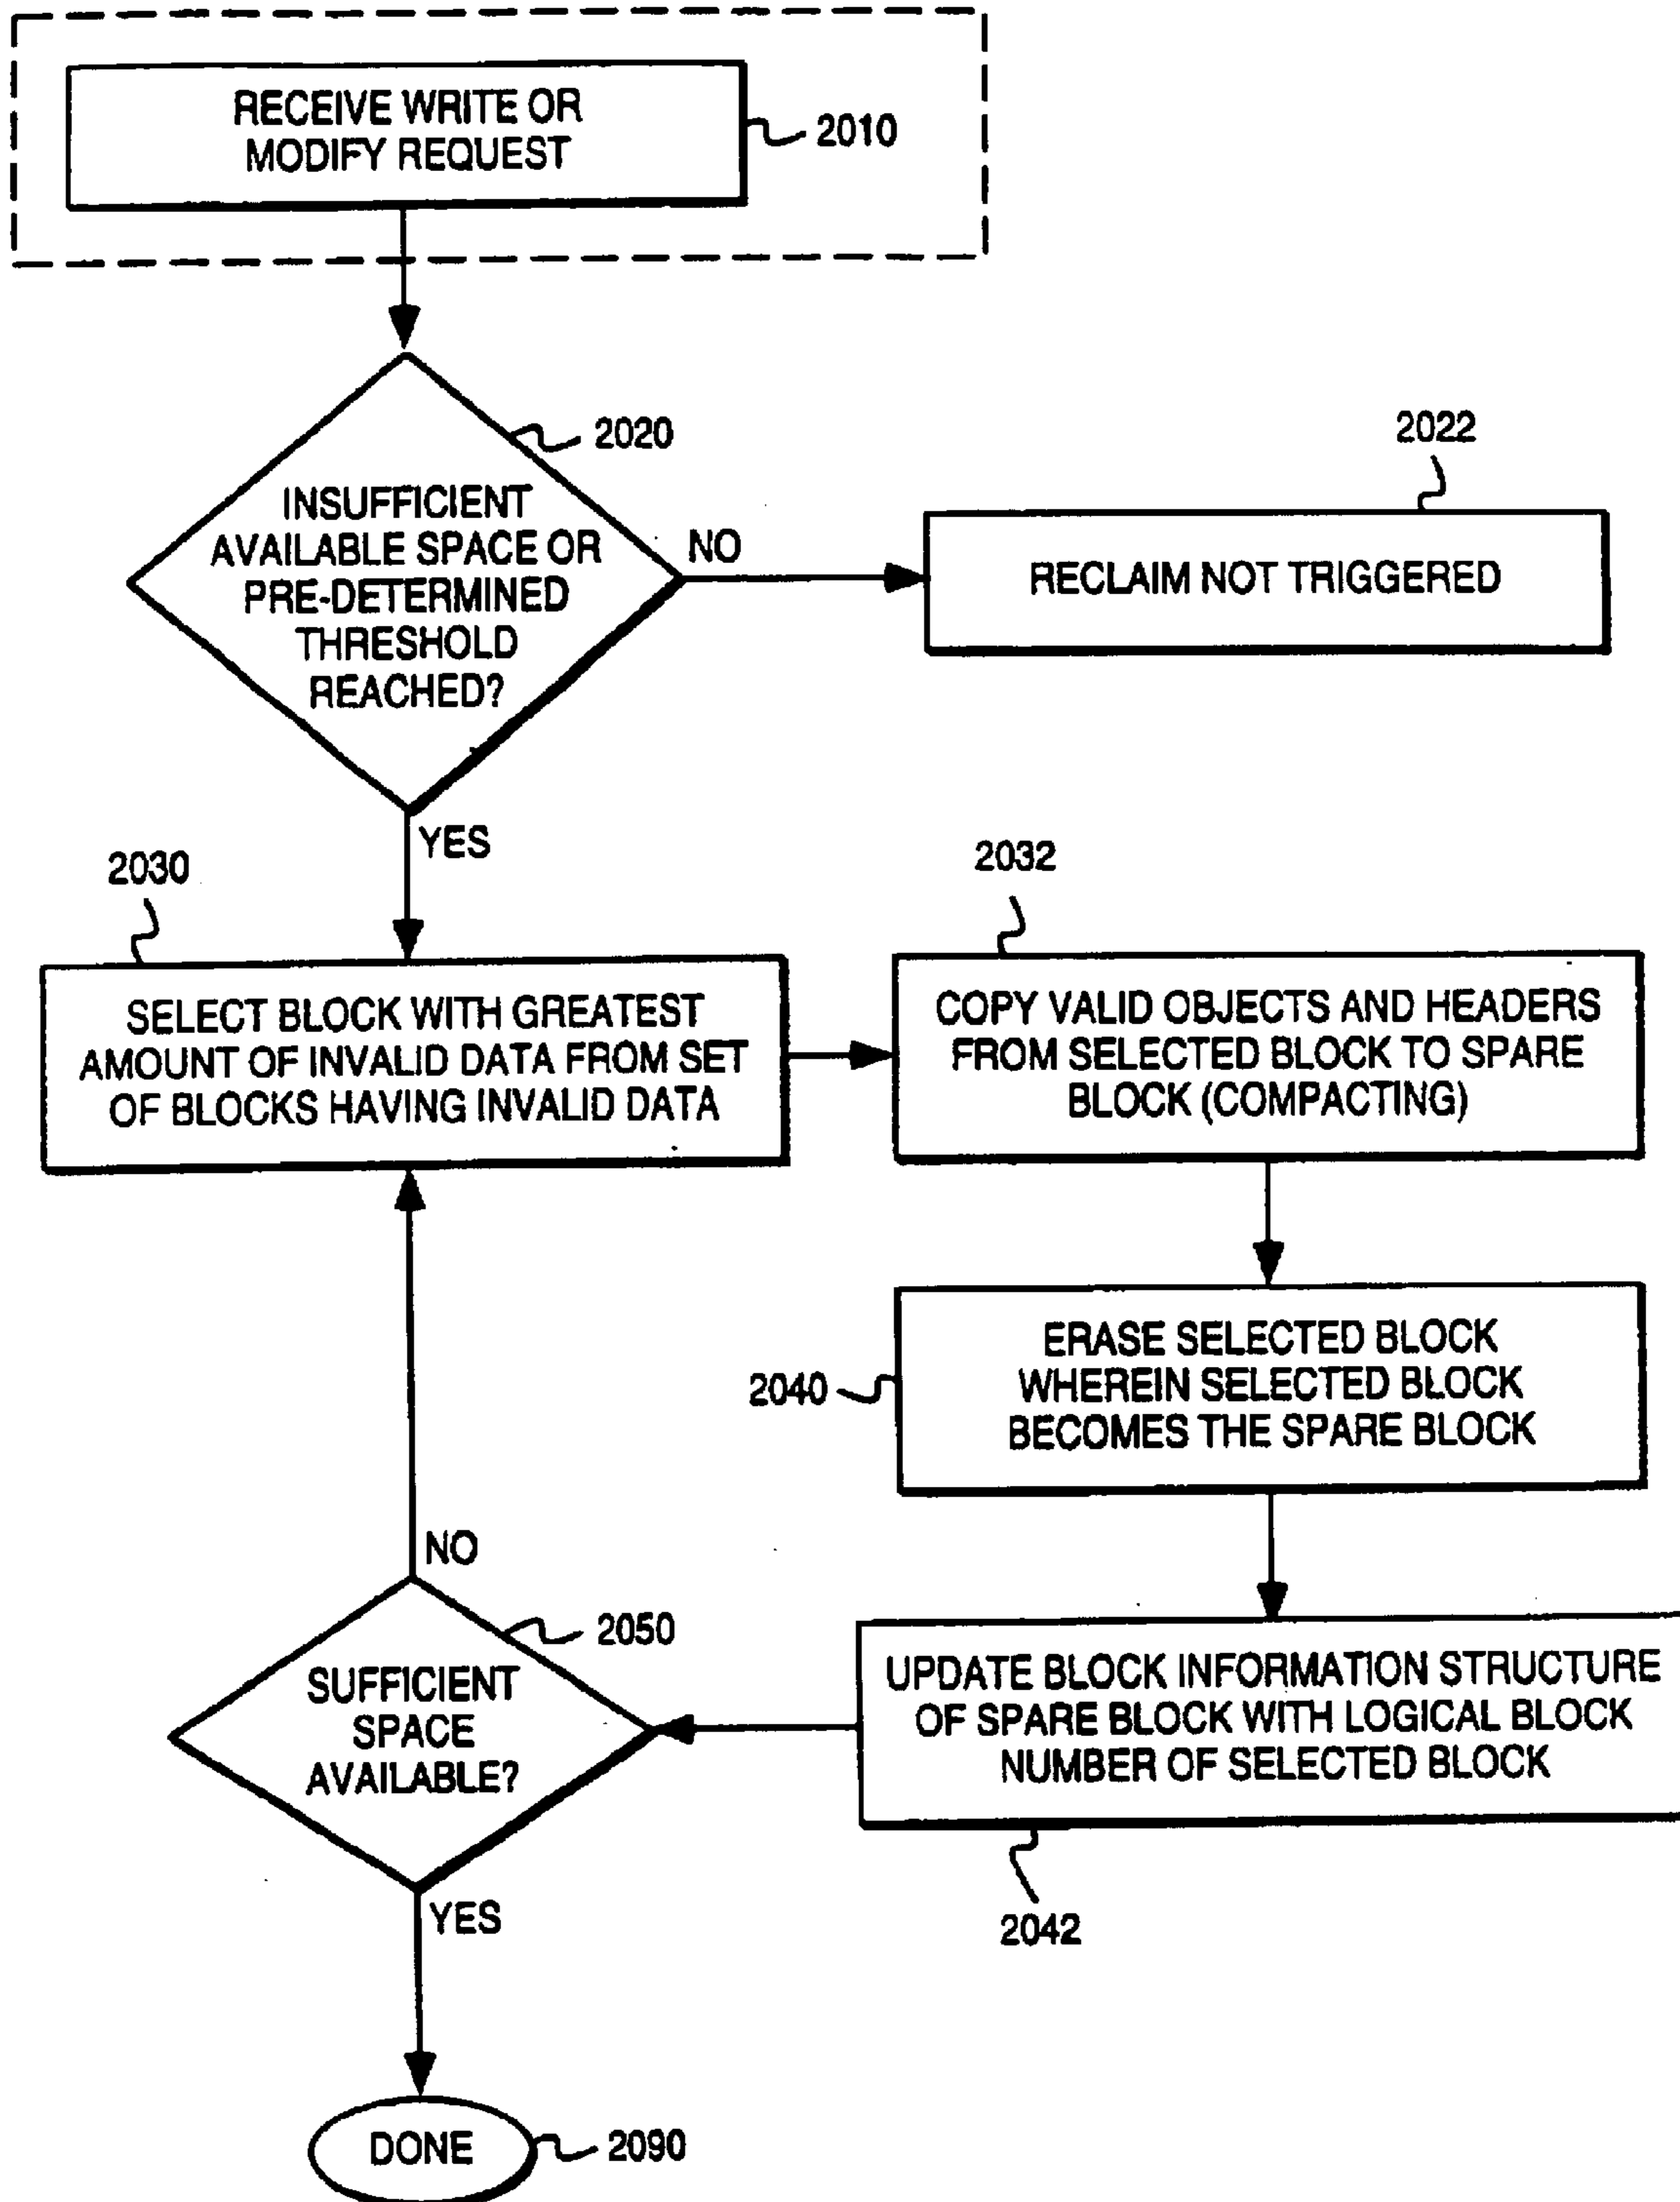 RECEIVE WRITE OR
MODIFY REQUEST
2010
2020
INSUFFICIENT
AVAILABLE SPACE OR
PRE-DETERMINED
THRESHOLD
REACHED?
NO
2022
RECLAIM NOT TRIGGERED
YES
2030
SELECT BLOCK WITH GREATEST
AMOUNT OF INVALID DATA FROM SET
OF BLOCKS HAVING INVALID DATA
2032
COPY VALID OBJECTS AND HEADERS
FROM SELECTED BLOCK TO SPARE
BLOCK (COMPACTING)
2040
ERASE SELECTED BLOCK
WHEREIN SELECTED BLOCK
BECOMES THE SPARE BLOCK
UPDATE BLOCK INFORMATION STRUCTURE
OF SPARE BLOCK WITH LOGICAL BLOCK
NUMBER OF SELECTED BLOCK
2042
NO
2050
SUFFICIENT
SPACE
AVAILABLE?
YES
DONE
2090